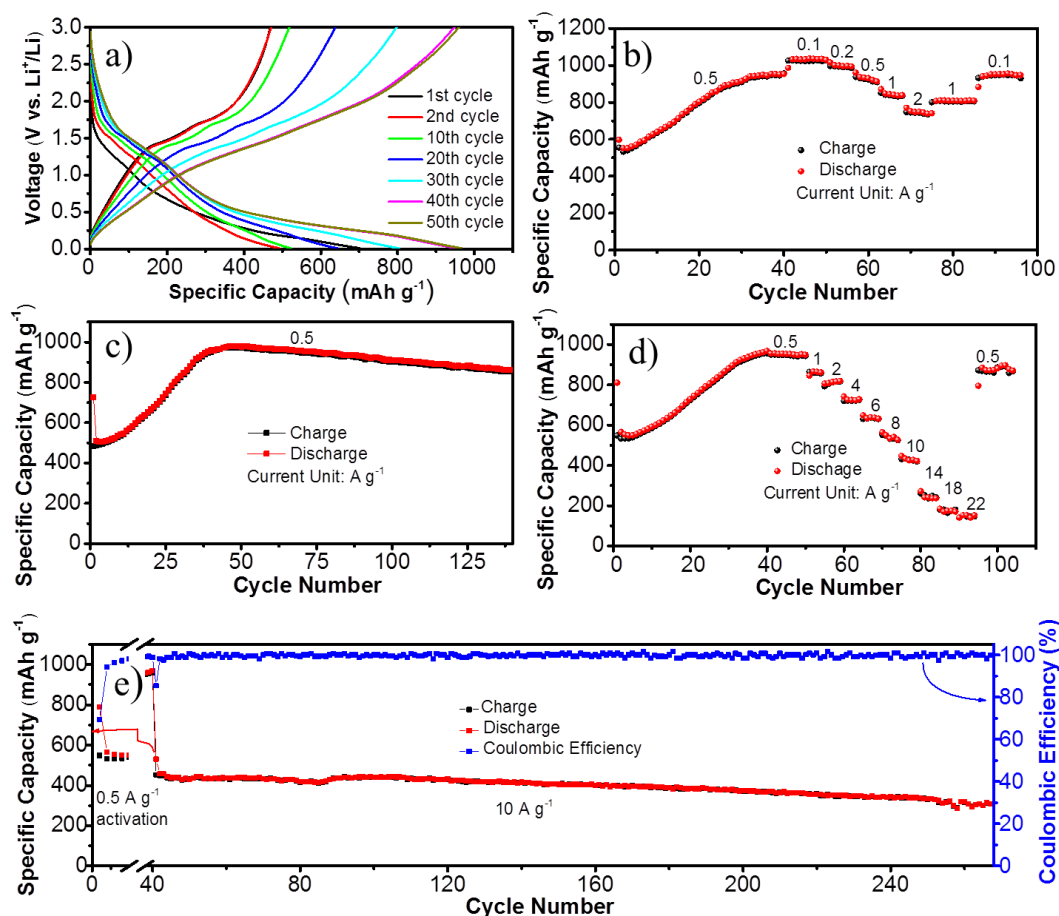 a)
Voltage (V vs. Li⁺/Li)
3.0
2.5
2.0
1.5
1.0
0.5
0.0
1st cycle
2nd cycle
10th cycle
20th cycle
30th cycle
40th cycle
50th cycle
0 200 400 600 800 1000
Specific Capacity (mAh g⁻¹)
b)
Specific Capacity (mAh g⁻¹)
1200
1000
800
600
400
200
0
0.5
0.1
0.2
0.5
1
2
1
0.1
Charge
Discharge
Current Unit: A g⁻¹
0 20 40 60 80 100
Cycle Number
c)
Specific Capacity (mAh g⁻¹)
1000
800
600
400
200
0
0.5
Charge
Discharge
Current Unit: A g⁻¹
0 25 50 75 100 125
Cycle Number
d)
Specific Capacity (mAh g⁻¹)
1000
800
600
400
200
0
0.5
1
2
4
6
8
10
14
18
22
0.5
Charge
Dischage
Current Unit: A g⁻¹
0 20 40 60 80 100
Cycle Number
e)
Specific Capacity (mAh g⁻¹)
1000
800
600
400
200
0
Charge
Discharge
Coulombic Efficiency
0.5 A g⁻¹
activation
10 A g⁻¹
100
80
60
40
20
0
Coulombic Efficiency (%)
0 40 80 120 160 200 240
Cycle Number